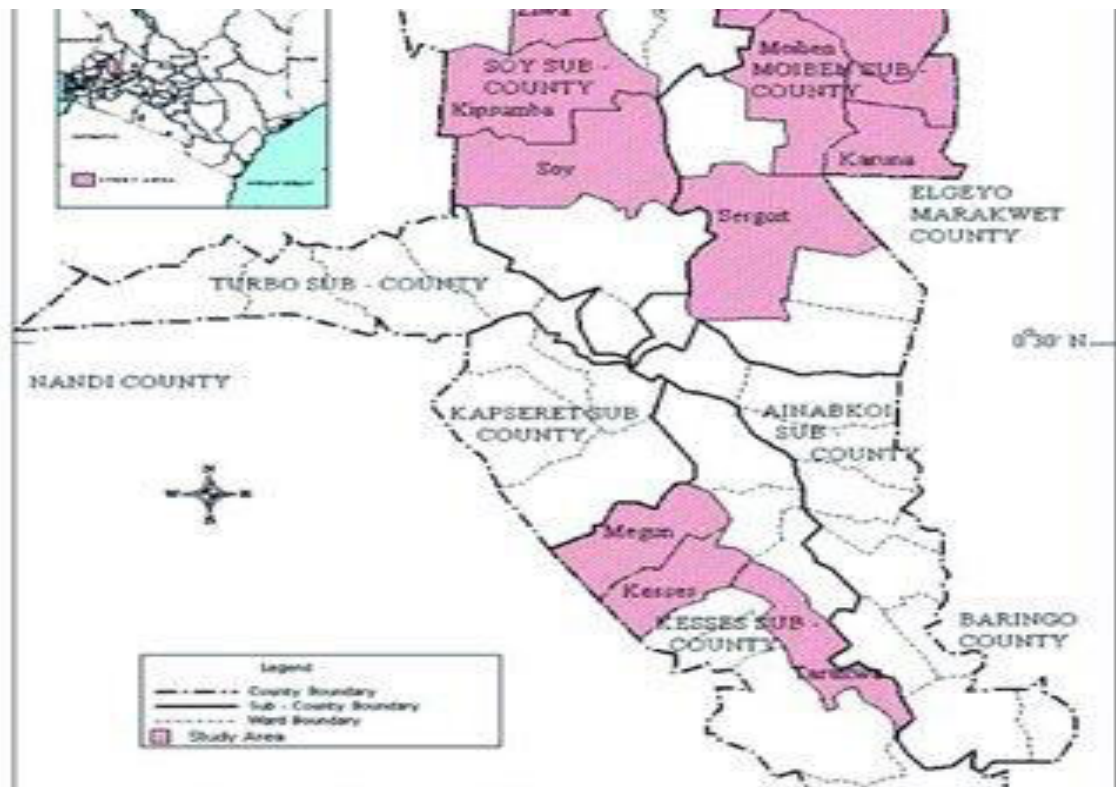 SOY SUB -
COUNTY
Kipsamba
Soy
Moiben
MOIBEN SUB -
COUNTY
Karuna
Sergoit
ELGEYO
MARAKWET
COUNTY
TURBO SUB - COUNTY
0°30' N
NANDI COUNTY
KAPSERET SUB
COUNTY
AINABKOI
SUB -
COUNTY
N
W
E
S
Megun
Kesses
KESSES SUB -
COUNTY
BARINGO
COUNTY
Legend
County Boundary
Sub - County Boundary
Ward Boundary
Study Area